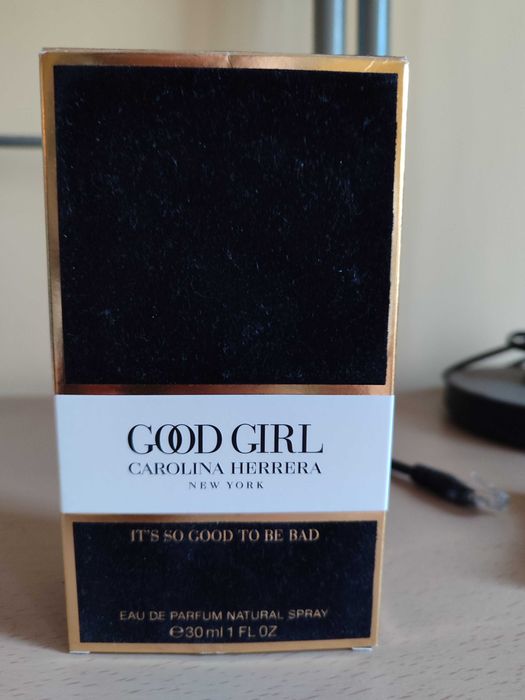 GOOD GIRL
CAROLINA HERRERA
NEW YORK
IT'S SO GOOD TO BE BAD
EAU DE PARFUM NATURAL SPRAY
℮30 ml 1 FL OZ